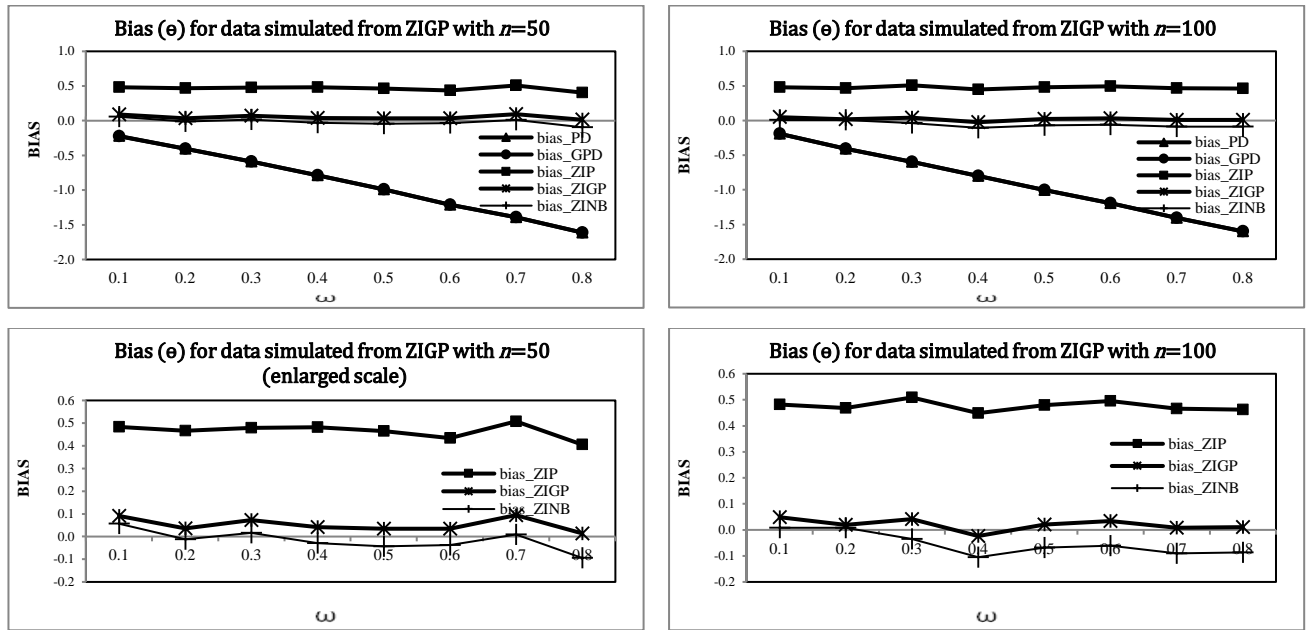 Bias (ɵ) for data simulated from ZIGP with n=50
1.0
0.5
0.0
-0.5
-1.0
-1.5
-2.0
BIAS
bias_PD
bias_GPD
bias_ZIP
bias_ZIGP
bias_ZINB
0.1 0.2 0.3 0.4 0.5 0.6 0.7 0.8
ω
Bias (ɵ) for data simulated from ZIGP with n=100
1.0
0.5
0.0
-0.5
-1.0
-1.5
-2.0
BIAS
bias_PD
bias_GPD
bias_ZIP
bias_ZIGP
bias_ZINB
0.1 0.2 0.3 0.4 0.5 0.6 0.7 0.8
ω
Bias (ɵ) for data simulated from ZIGP with n=50
(enlarged scale)
0.6
0.5
0.4
0.3
0.2
0.1
0.0
-0.1
-0.2
BIAS
bias_ZIP
bias_ZIGP
bias_ZINB
0.1 0.2 0.3 0.4 0.5 0.6 0.7 0.8
ω
Bias (ɵ) for data simulated from ZIGP with n=100
0.6
0.5
0.4
0.3
0.2
0.1
0.0
-0.1
-0.2
BIAS
bias_ZIP
bias_ZIGP
bias_ZINB
0.1 0.2 0.3 0.4 0.5 0.6 0.7 0.8
ω